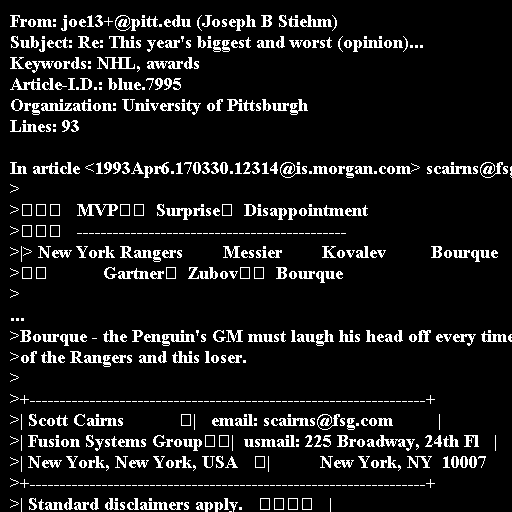 From: joe13+@pitt.edu (Joseph B Stiehm)
Subject: Re: This year's biggest and worst (opinion)...
Keywords: NHL, awards
Article-I.D.: blue.7995
Organization: University of Pittsburgh
Lines: 93

In article <1993Apr6.170330.12314@is.morgan.com> scairns@fsg
>
>□□□   MVP□□  Surprise□  Disappointment
>□□□   ---------------------------------------------
>|> New York Rangers         Messier      Kovalev          Bourque
>□□             Gartner□  Zubov□□  Bourque
>
...
>Bourque - the Penguin's GM must laugh his head off every time
>of the Rangers and this loser.
>
>+------------------------------------------------------------------+
>| Scott Cairns             □|   email: scairns@fsg.com          |
>| Fusion Systems Group□□|  usmail: 225 Broadway, 24th Fl   |
>| New York, New York, USA   □|           New York, NY  10007
>+------------------------------------------------------------------+
>| Standard disclaimers apply.   □□□□   |